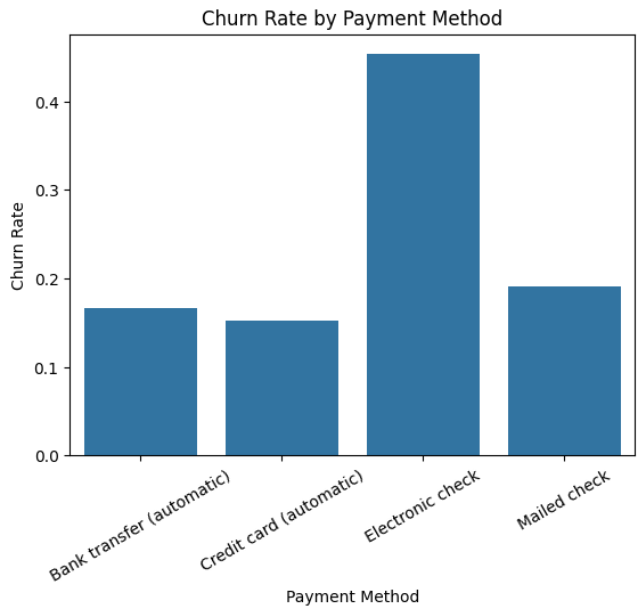 Churn Rate by Payment Method
Churn Rate
0.4
0.3
0.2
0.1
0.0
Bank transfer (automatic)
Credit card (automatic)
Electronic check
Mailed check
Payment Method